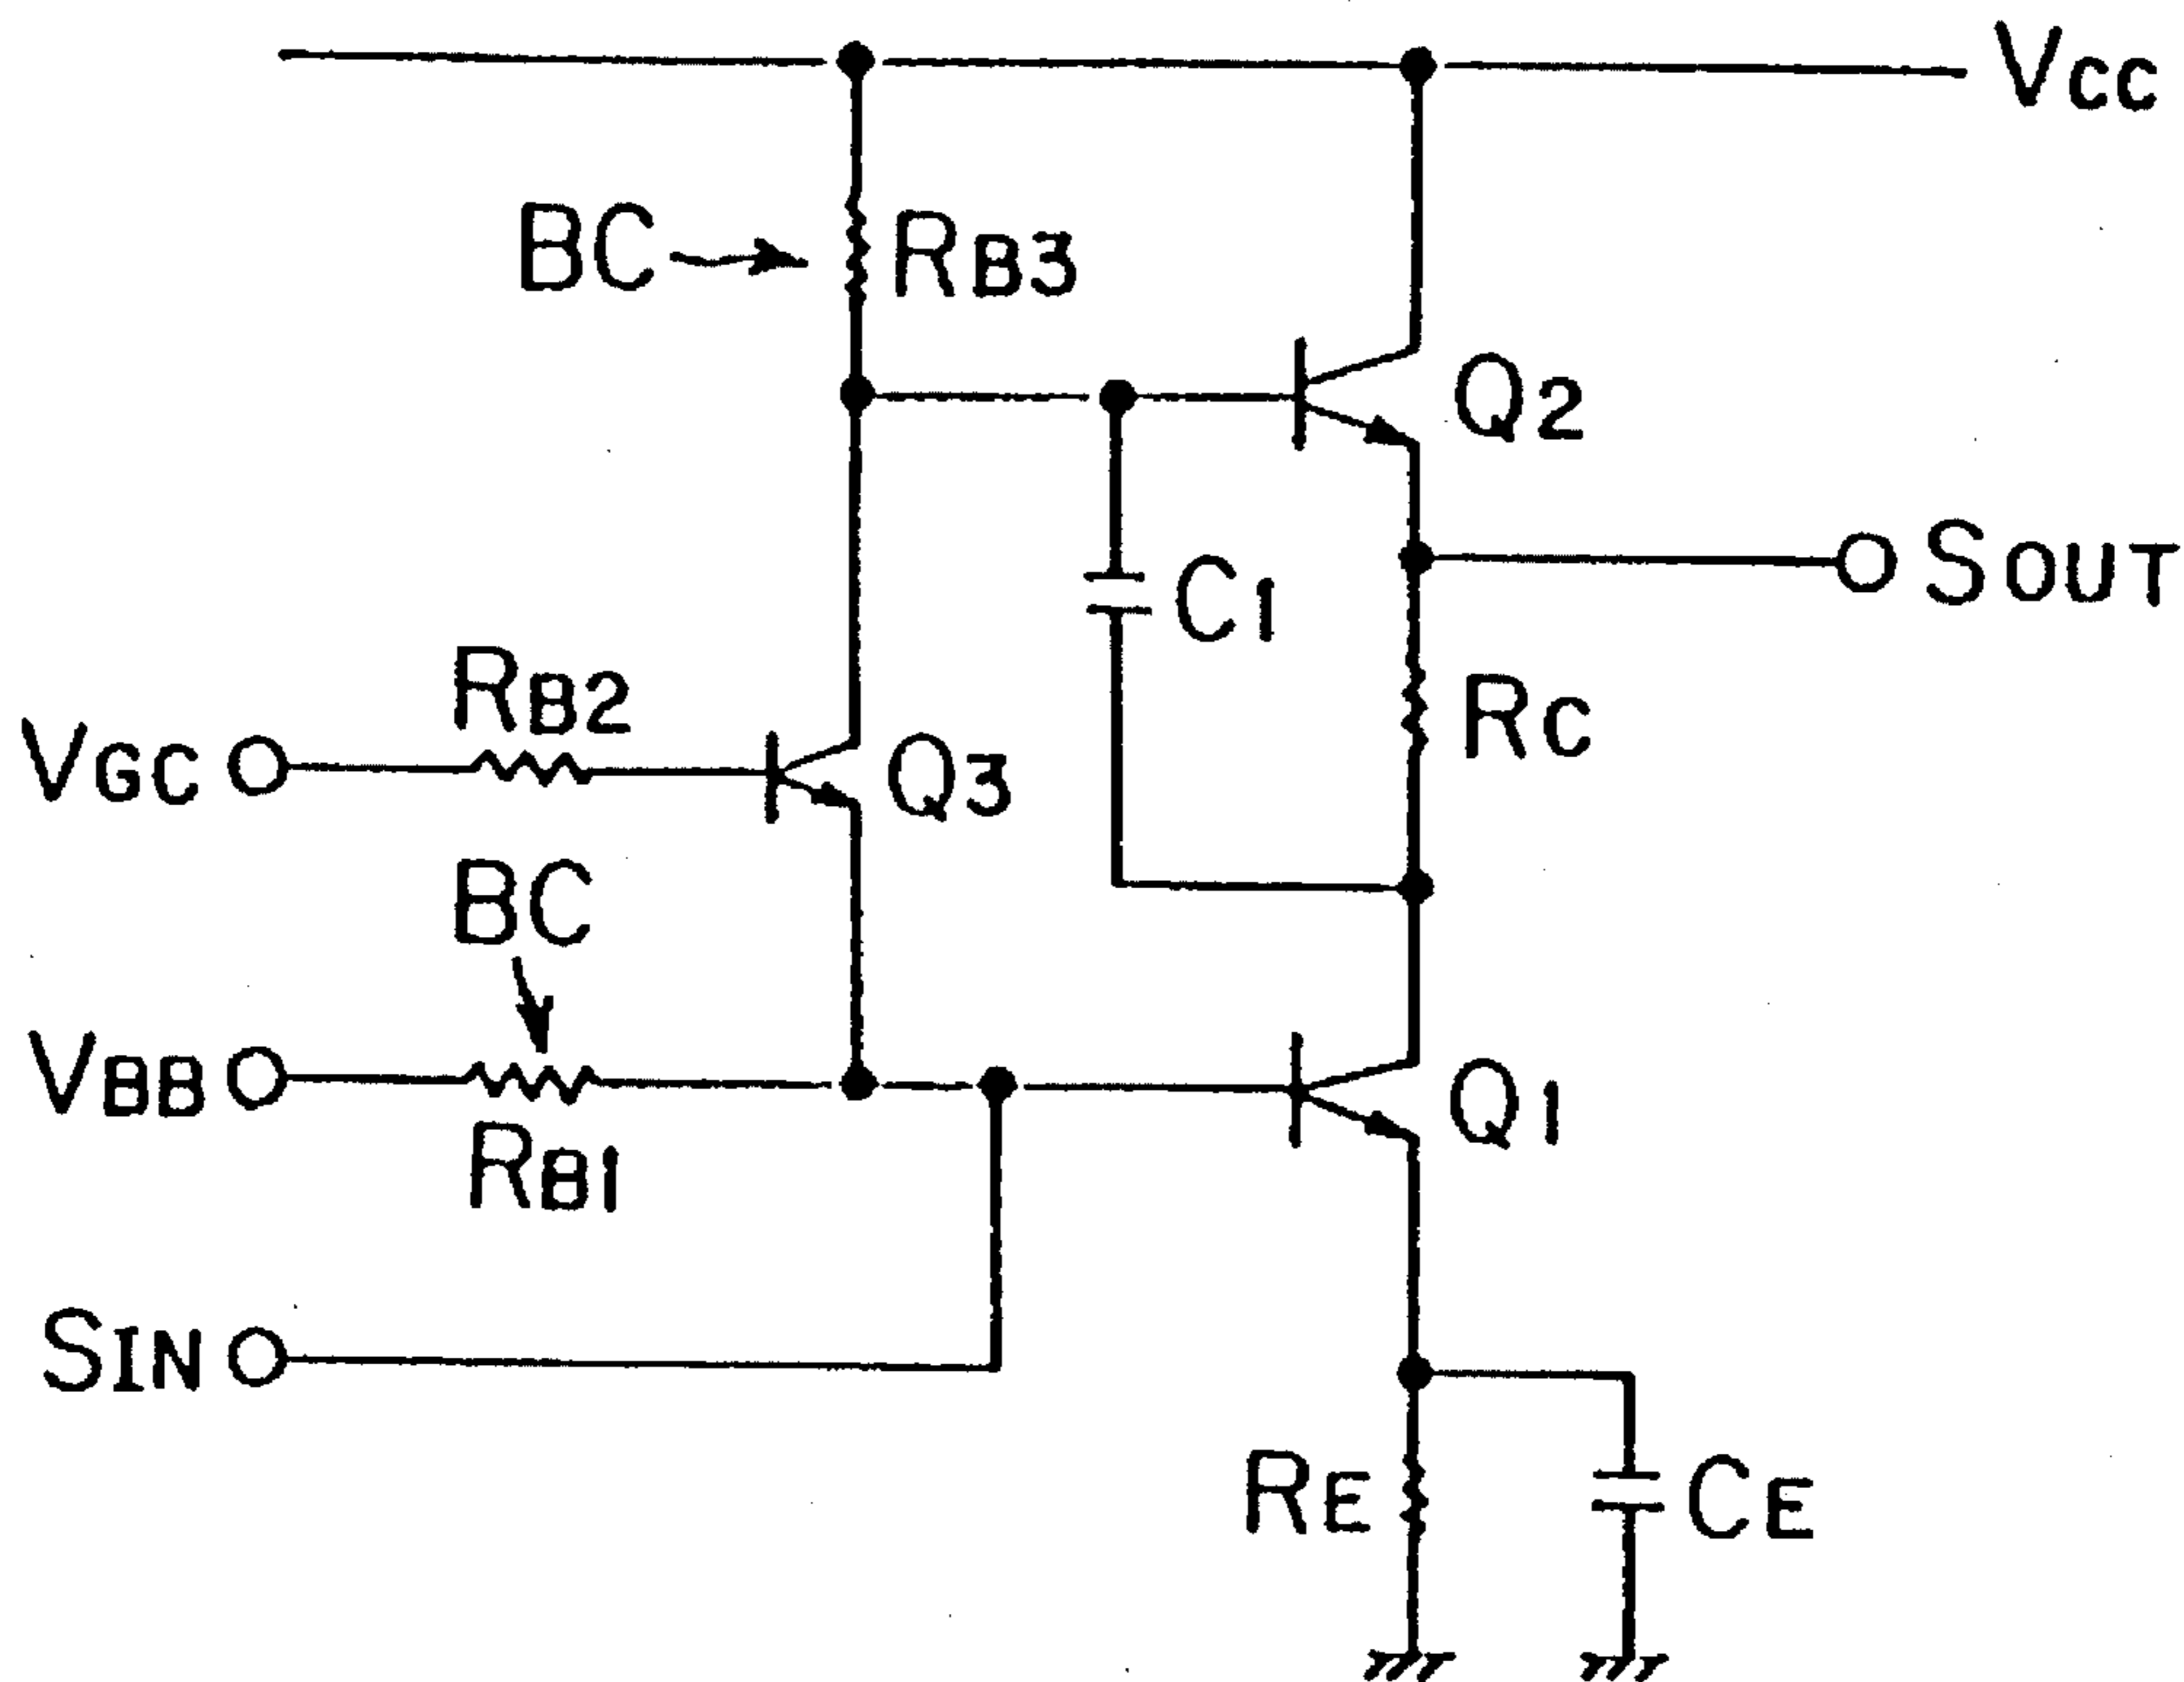 VCC
BC
RB3
Q2
SOUT
C1
RB2
RC
VGC
Q3
BC
VBB
Q1
RB1
SIN
RE
CE